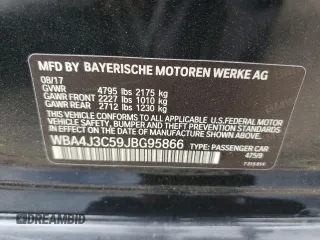 MFD BY BAYERISCHE MOTOREN WERKE AG
08/17
GVWR 4795 lbs 2175 kg
GAWR FRONT 2227 lbs 1010 kg
GAWR REAR 2712 lbs 1230 kg
THIS VEHICLE CONFORMS TO ALL APPLICABLE U.S. FEDERAL MOTOR
VEHICLE SAFETY, BUMPER, AND THEFT PREVENTION STANDARDS IN
EFFECT ON THE DATE OF MANUFACTURE SHOWN ABOVE.
WBA4J3C59JBG95866
TYPE: PASSENGER CAR
475/9
© DREAMBID